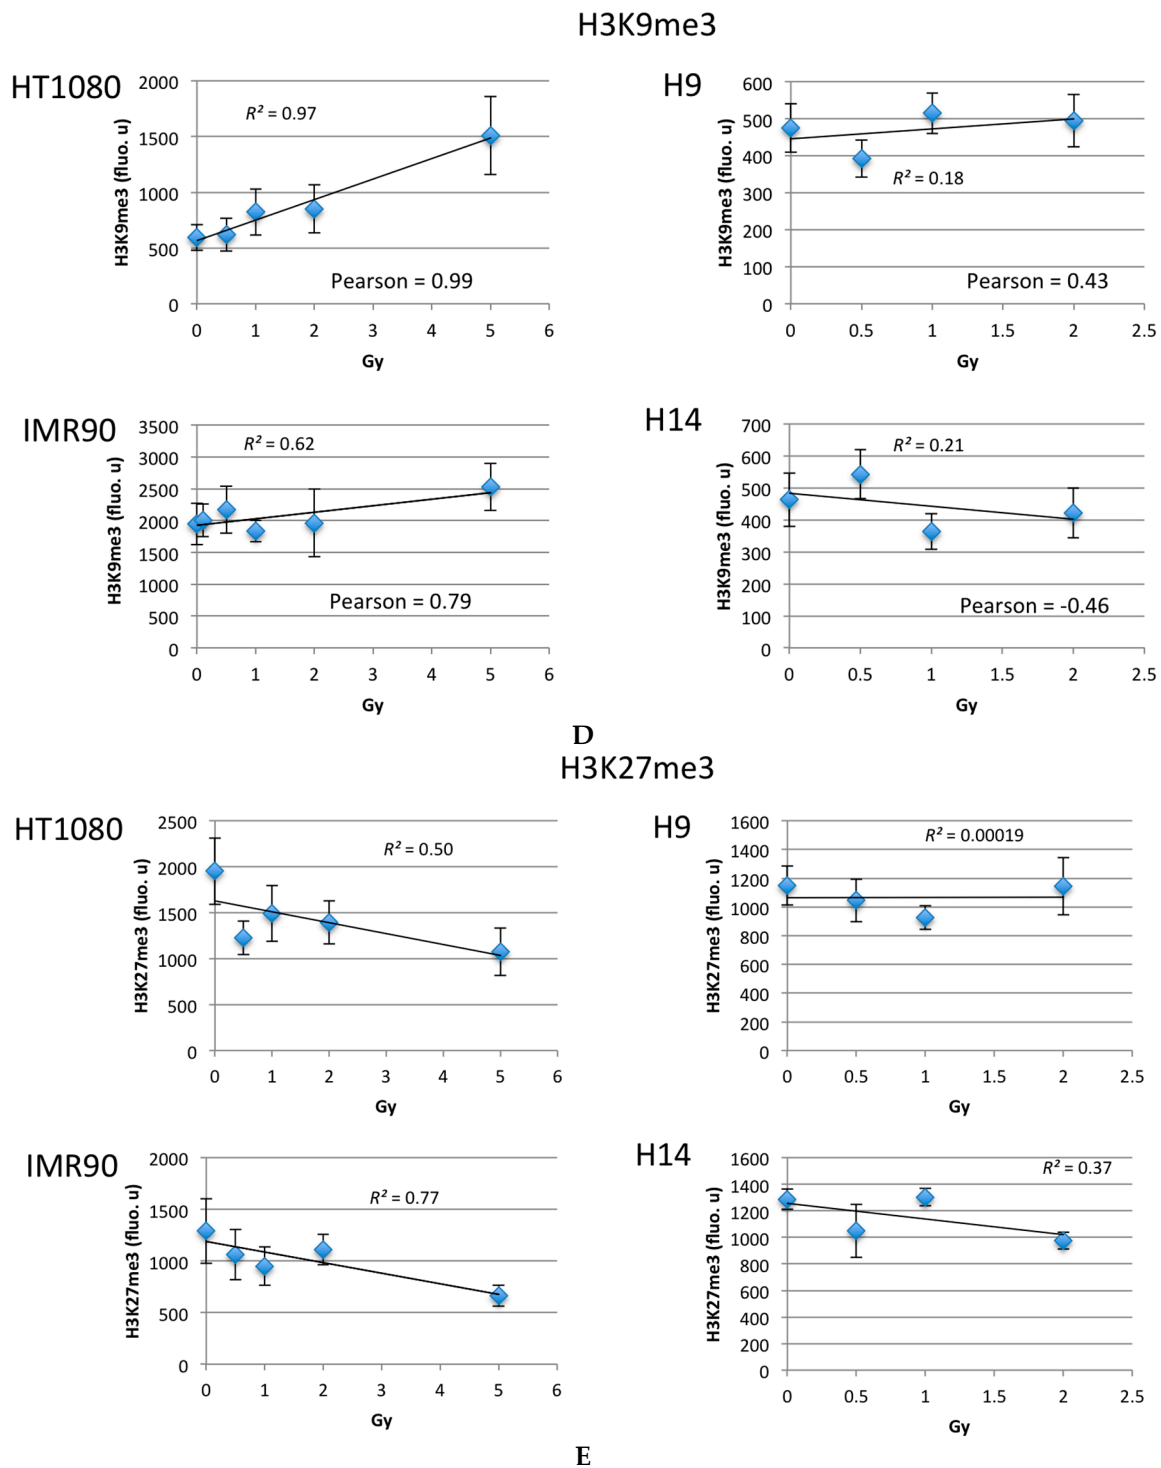 H3K9me3
HT1080
H3K9me3 (fluo. u)
2000
1500
1000
500
0
R² = 0.97
Pearson = 0.99
0 1 2 3 4 5 6
Gy
H9
H3K9me3 (fluo. u)
600
500
400
300
200
100
0
R² = 0.18
Pearson = 0.43
0 0.5 1 1.5 2 2.5
Gy
IMR90
H3K9me3 (fluo. u)
3500
3000
2500
2000
1500
1000
500
0
R² = 0.62
Pearson = 0.79
0 1 2 3 4 5 6
Gy
H14
H3K9me3 (fluo. u)
700
600
500
400
300
200
100
0
R² = 0.21
Pearson = -0.46
0 0.5 1 1.5 2 2.5
Gy
D
H3K27me3
HT1080
H3K27me3 (fluo. u)
2500
2000
1500
1000
500
0
R² = 0.50
0 1 2 3 4 5 6
Gy
H9
H3K27me3 (fluo. u)
1600
1400
1200
1000
800
600
400
200
0
R² = 0.00019
0 0.5 1 1.5 2 2.5
Gy
IMR90
H3K27me3 (fluo. u)
2000
1500
1000
500
0
R² = 0.77
0 1 2 3 4 5 6
Gy
H14
H3K27me3 (fluo. u)
1600
1400
1200
1000
800
600
400
200
0
R² = 0.37
0 0.5 1 1.5 2 2.5
Gy
E